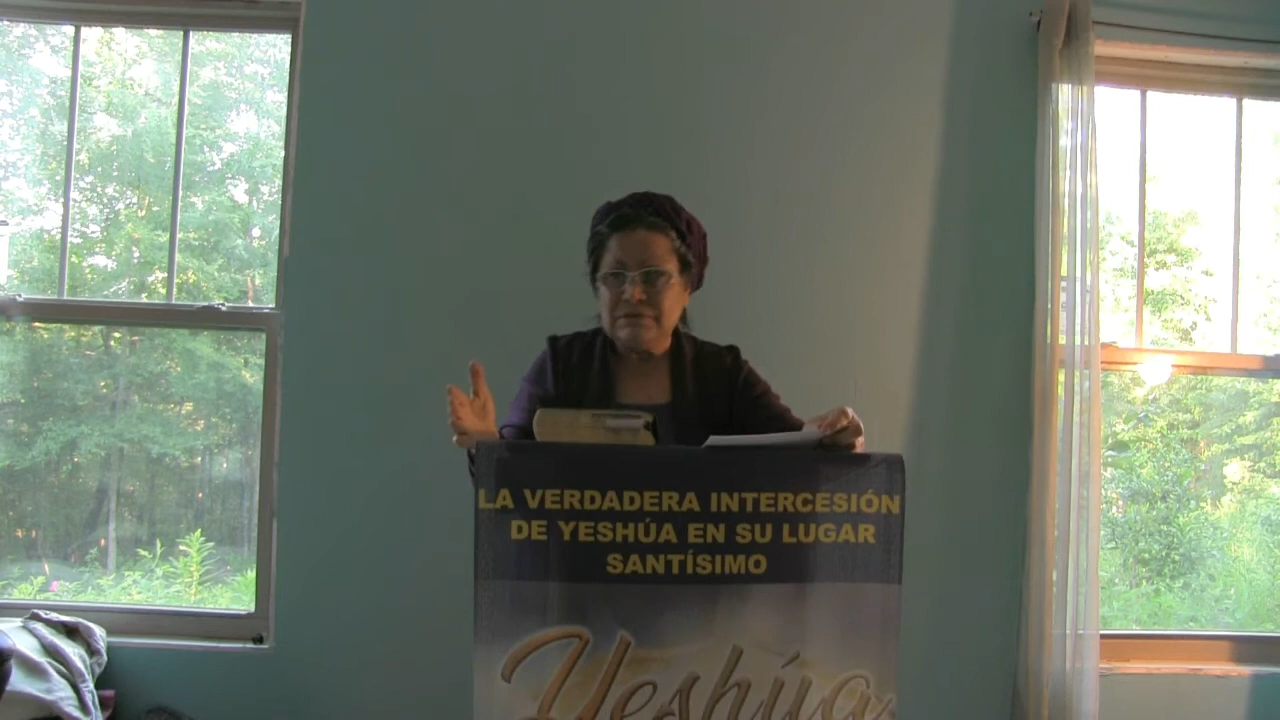 LA VERDADERA INTERCESIÓN
DE YESHÚA EN SU LUGAR
SANTÍSIMO
Yeshúa